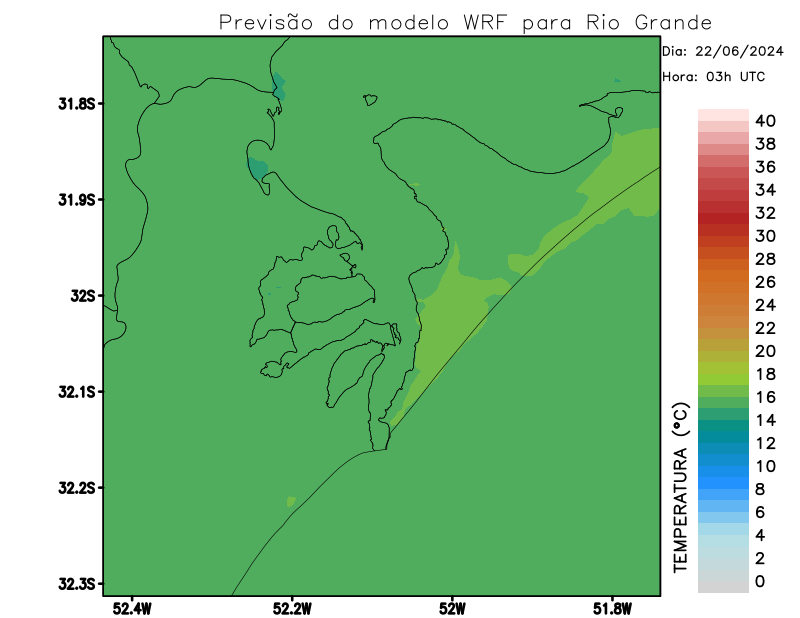 Previsão do modelo WRF para Rio Grande
Dia: 22/06/2024
Hora: 03h UTC
31.8S
31.9S
32S
32.1S
32.2S
32.3S
52.4W
52.2W
52W
51.8W
TEMPERATURA (°C)
40
38
36
34
32
30
28
26
24
22
20
18
16
14
12
10
8
6
4
2
0